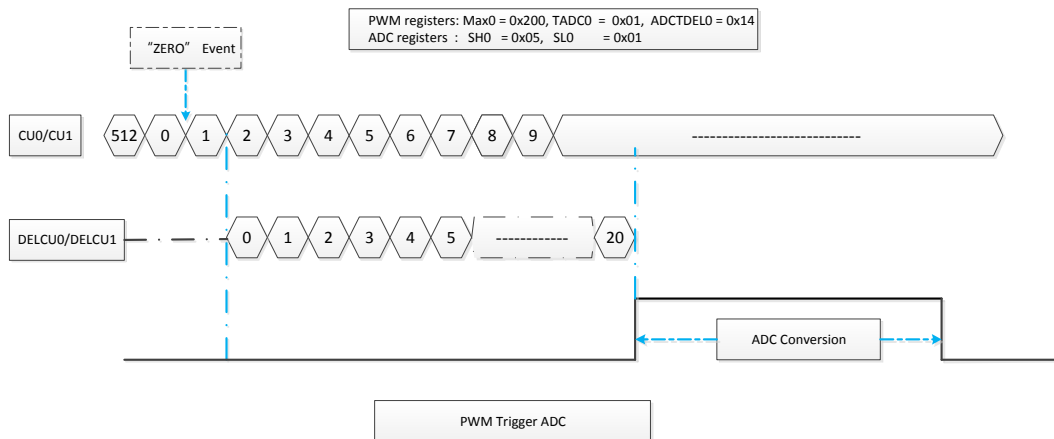 PWM registers: Max0 = 0x200, TADC0 = 0x01, ADCTDEL0 = 0x14
ADC registers : SH0 = 0x05, SL0 = 0x01
“ZERO” Event
CU0/CU1 512 0 1 2 3 4 5 6 7 8 9 ----------------------------
DELCU0/DELCU1 0 1 2 3 4 5 ------------ 20
ADC Conversion
PWM Trigger ADC